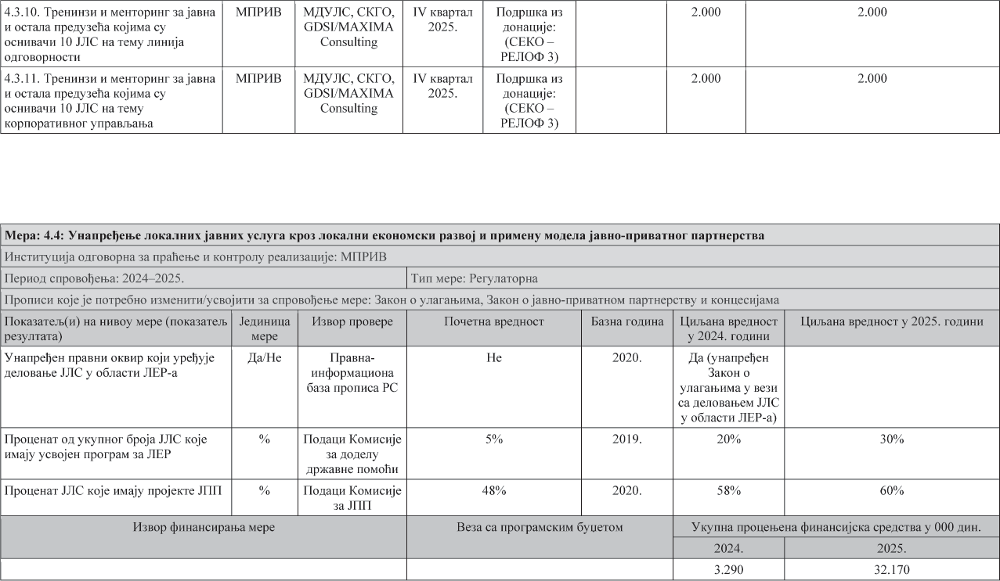 4.3.10. Тренинзи и менторинг за јавна и остала предузећа којима су оснивачи 10 ЈЛС на тему линија одговорности
МПРИВ
МДУЛС, СКГО, GDSI/MAXIMA Consulting
IV квартал 2025.
Подршка из донације: (СЕКО – РЕЛОФ 3)
2.000
2.000
4.3.11. Тренинзи и менторинг за јавна и остала предузећа којима су оснивачи 10 ЈЛС на тему корпоративног управљања
МПРИВ
МДУЛС, СКГО, GDSI/MAXIMA Consulting
IV квартал 2025.
Подршка из донације: (СЕКО – РЕЛОФ 3)
2.000
2.000
Мера: 4.4: Унапређење локалних јавних услуга кроз локални економски развој и примену модела јавно-приватног партнерства
Институција одговорна за праћење и контролу реализације: МПРИВ
Период спровођења: 2024–2025.
Тип мере: Регулаторна
Прописи које је потребно изменити/усвојити за спровођење мере: Закон о улагањима, Закон о јавно-приватном партнерству и концесијама
Показатељ(и) на нивоу мере (показатељ резултата)
Јединица мере
Извор провере
Почетна вредност
Базна година
Циљана вредност у 2024. години
Циљана вредност у 2025. години
Унапређен правни оквир који уређује деловање ЈЛС у области ЛЕР-а
Да/Не
Правна-информациона база прописа РС
Не
2020.
Да (унапређен Закон о улагањима у вези са деловањем ЈЛС у области ЛЕР-а)
Проценат од укупног броја ЈЛС које имају усвојен програм за ЛЕР
%
Подаци Комисије за доделу државне помоћи
5%
2019.
20%
30%
Проценат ЈЛС које имају пројекте ЈПП
%
Подаци Комисије за ЈПП
48%
2020.
58%
60%
Извор финансирања мере
Веза са програмским буџетом
Укупна процењена финансијска средства у 000 дин.
2024.
2025.
3.290
32.170